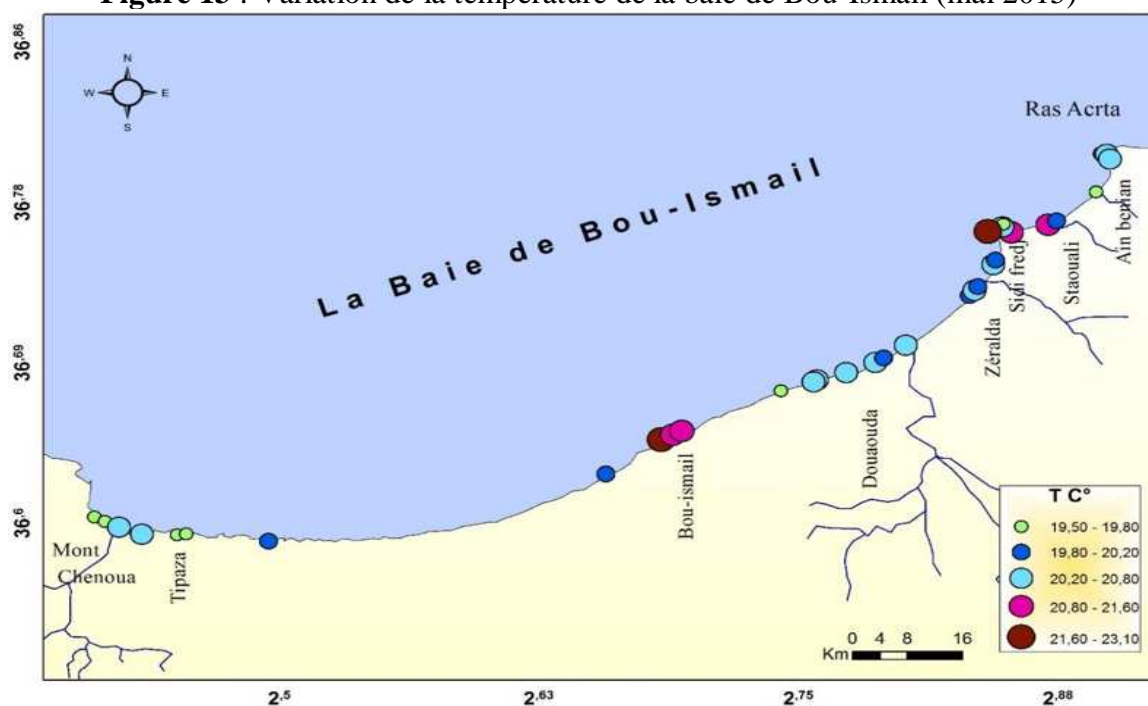 Figure 13 : Variation de la température de la baie de Bou-Ismail (mai 2015)
36,86
36,78
36,69
36,6
N
W
E
S
Ras Acrta
La Baie de Bou-Ismail
Ain benian
Staouali
Sidi fredj
Zéralda
Douaouda
Bou-ismail
Tipaza
Mont
Chenoua
T C°
19,50 - 19,80
19,80 - 20,20
20,20 - 20,80
20,80 - 21,60
21,60 - 23,10
0 4 8 16
Km
2,5
2,63
2,75
2,88